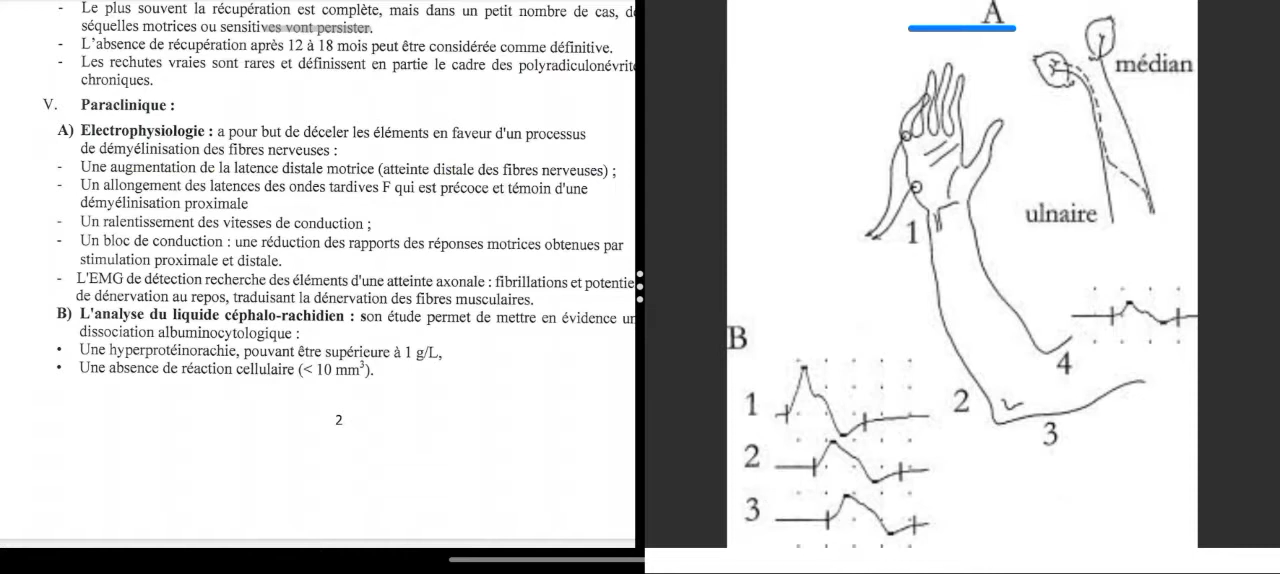 - Le plus souvent la récupération est complète, mais dans un petit nombre de cas,
séquelles motrices ou sensitives vont persister.
- L'absence de récupération après 12 à 18 mois peut être considérée comme définitive.
- Les rechutes vraies sont rares et définissent en partie le cadre des
chroniques.
V. Paraclinique :
A) Electrophysiologie : a pour but de déceler les éléments en faveur d'un processus
de démyélinisation des fibres nerveuses :
- Une augmentation de la latence distale motrice (atteinte distale des fibres nerveuses) ;
- Un allongement des latences des ondes tardives F qui est précoce et témoin d'une
démyélinisation proximale
- Un ralentissement des vitesses de conduction ;
- Un bloc de conduction : une réduction des rapports des réponses motrices obtenues par
stimulation proximale et distale.
- L'EMG de détection recherche des éléments d'une atteinte axonale : fibrillations et
de dénervation au repos, traduisant la dénervation des fibres musculaires.
B) L'analyse du liquide céphalo-rachidien : son étude permet de mettre en évidence
dissociation albuminocytologique :
• Une hyperprotéinorachie, pouvant être supérieure à 1 g/L,
• Une absence de réaction cellulaire (< 10 mm³).
2
A
médian
ulnaire
1
B
4
1
2
3
2
3